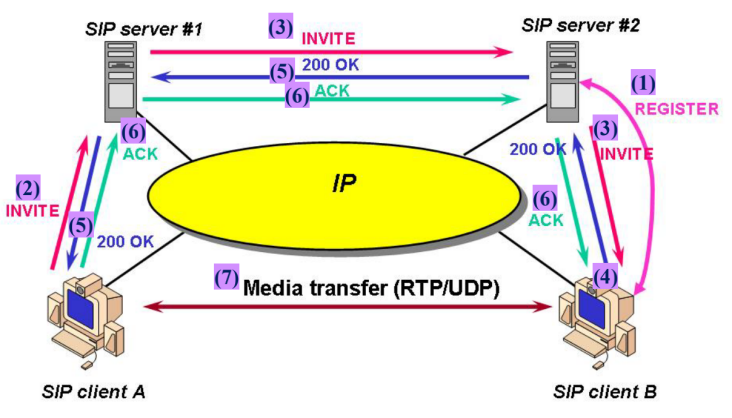 SIP server #1
(3)
INVITE
SIP server #2
(5)
200 OK
(6)
ACK
(1)
REGISTER
(6)
ACK
(3)
200 OK
INVITE
(2)
INVITE
IP
(6)
ACK
(5)
200 OK
(7)
Media transfer (RTP/UDP)
(4)
SIP client A
SIP client B